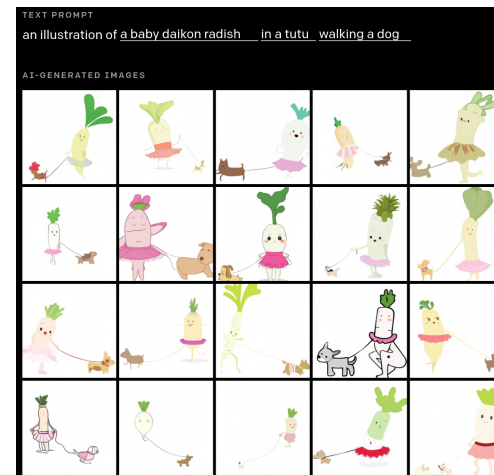 TEXT PROMPT
an illustration of a baby daikon radish in a tutu walking a dog
AI-GENERATED IMAGES